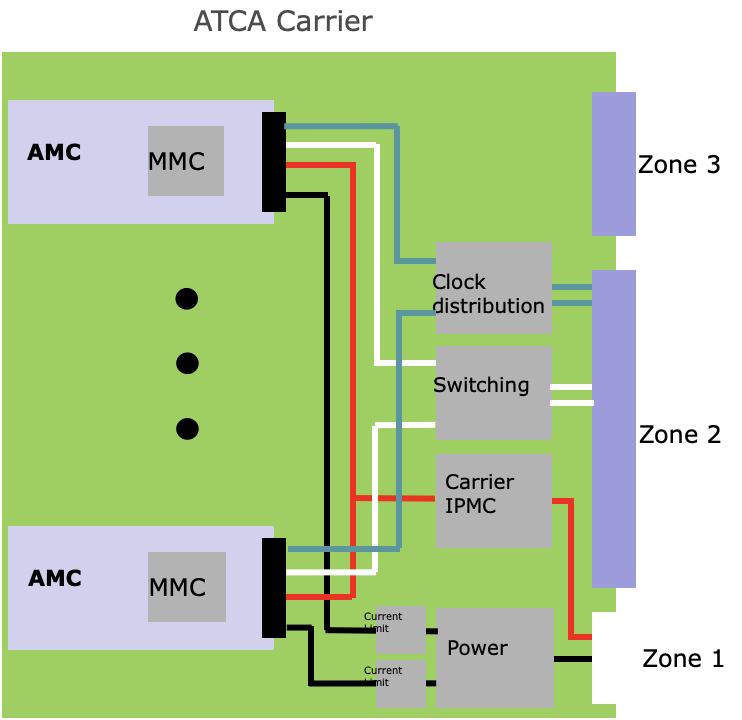 ATCA Carrier
AMC
MMC
Zone 3
Clock
distribution
Switching
Zone 2
Carrier
IPMC
AMC
MMC
Current
Limit
Power
Zone 1
Current
Limit